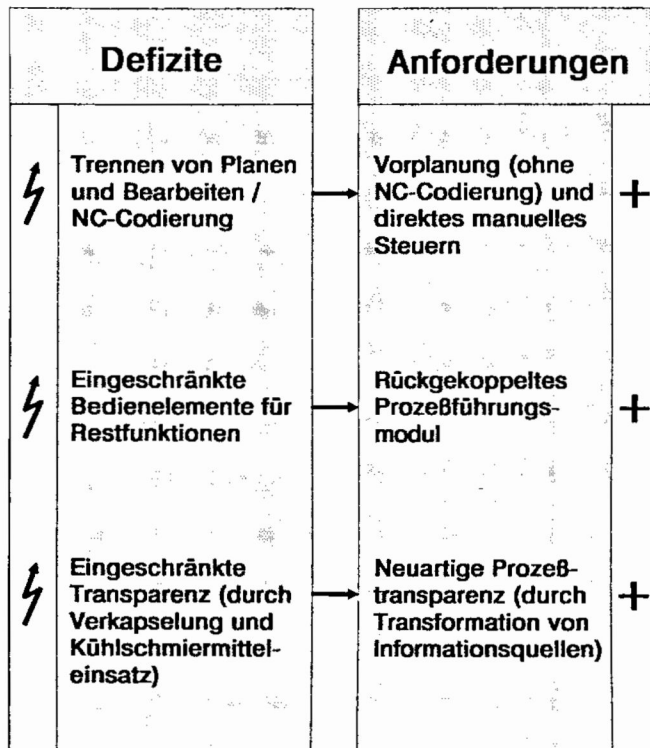 Defizite
Anforderungen
Trennen von Planen
und Bearbeiten /
NC-Codierung
Vorplanung (ohne
NC-Codierung) und
direktes manuelles
Steuern
+
Eingeschränkte
Bedienelemente für
Restfunktionen
Rückgekoppeltes
Prozeßführungs-
modul
+
Eingeschränkte
Transparenz (durch
Verkapselung und
Kühlschmiermittel-
einsatz)
Neuartige Prozeß-
transparenz (durch
Transformation von
Informationsquellen)
+